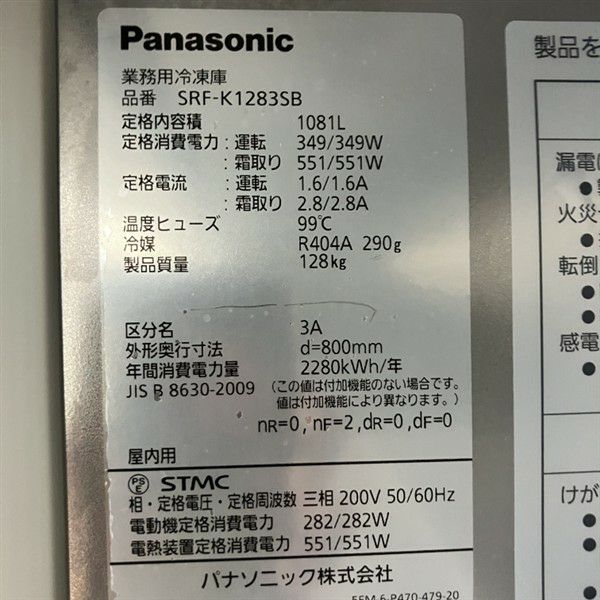 Panasonic
業務用冷凍庫
品番 SRF-K1283SB
定格内容積 1081L
定格消費電力：運転 349/349W
：霜取り 551/551W
定格電流 ：運転 1.6/1.6A
：霜取り 2.8/2.8A
温度ヒューズ 99℃
冷媒 R404A 290g
製品質量 128kg
区分名 3A
外形奥行寸法 d=800mm
年間消費電力量 2280kWh/年
JIS B 8630-2009 （この値は付加機能のない場合です。
値は付加機能により異なります。）
nR=0,nF=2,dR=0,dF=0
屋内用
PSE STMC
相・定格電圧・定格周波数 三相 200V 50/60Hz
電動機定格消費電力 282/282W
電熱装置定格消費電力 551/551W
パナソニック株式会社
FFM-6-P470-479-20
製品を
漏電
火災
転倒
感電
けが